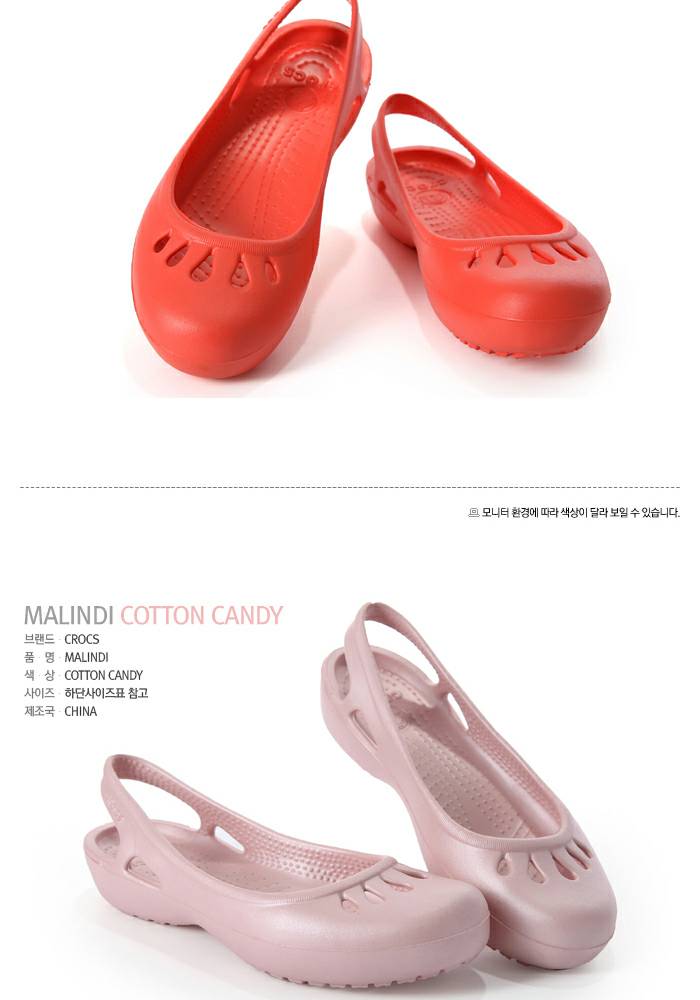 crocs
모니터 환경에 따라 색상이 달라 보일 수 있습니다.
MALINDI COTTON CANDY
브랜드 · CROCS
품 · 명 · MALINDI
색 · 상 · COTTON CANDY
사이즈 · 하단사이즈표 참고
제조국 · CHINA